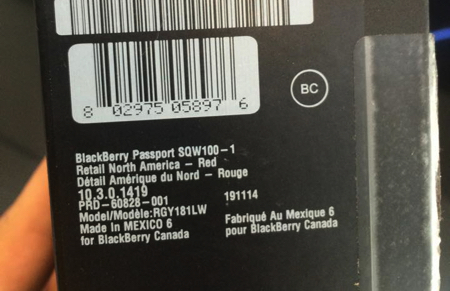 8 02975 05897 6
BC
BlackBerry Passport SQW100-1
Retail North America - Red
Détail Amérique du Nord - Rouge
10.3.0.1419
PRD-60828-001 191114
Model/Modèle:RGY181LW
Made In MEXICO 6
for BlackBerry Canada
Fabriqué Au Mexique 6
pour BlackBerry Canada